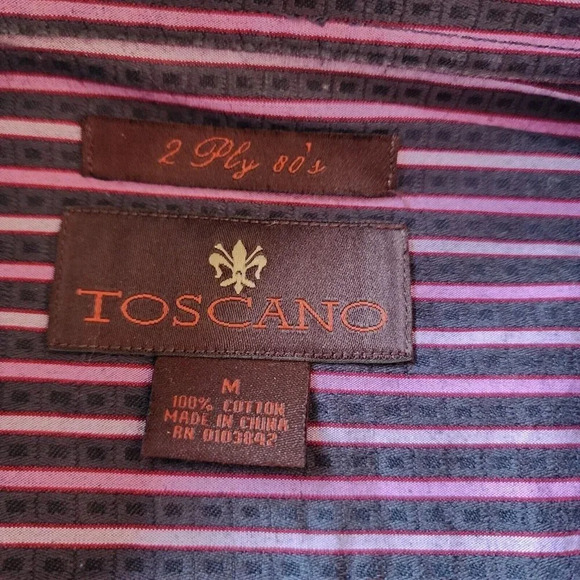 2 Ply 80's
TOSCANO
M
100% COTTON
MADE IN CHINA
RN 0103842